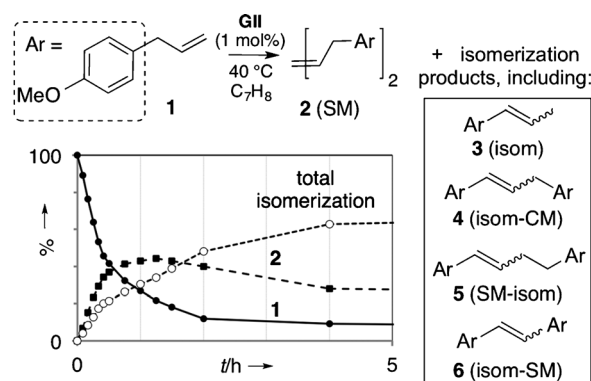 Ar =
MeO
1
GII
(1 mol%)
40 °C
C7H8
Ar
2
2 (SM)
+ isomerization
products, including:
Ar
3 (isom)
Ar Ar
4 (isom-CM)
Ar Ar
5 (SM-isom)
Ar Ar
6 (isom-SM)
100
% →
0
total
isomerization
2
1
0 t/h → 5